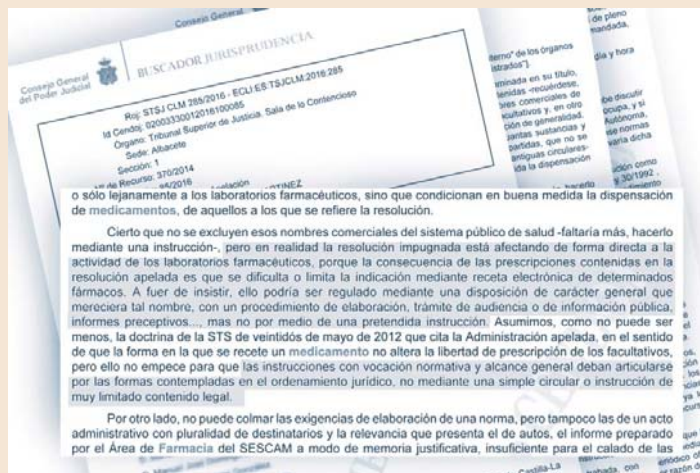 Consejo General
Consejo General
del Poder Judicial
BUSCADOR JURISPRUDENCIA
Roj: STSJ CLM 285/2016 - ECLI:ES:TSJCLM:2016:285
Id Cendoj: 02003330012016100085
Órgano: Tribunal Superior de Justicia. Sala de lo Contencioso
Sede: Albacete
Sección: 1
Nº de Recurso: 370/2014
o sólo lejanamente a los laboratorios farmacéuticos, sino que condicionan en buena medida la dispensación
de medicamentos, de aquellos a los que se refiere la resolución.
Cierto que no se excluyen esos nombres comerciales del sistema público de salud -faltaría más, hacerlo
mediante una instrucción-, pero en realidad la resolución impugnada está afectando de forma directa a la
actividad de los laboratorios farmacéuticos, porque la consecuencia de las prescripciones contenidas en la
resolución apelada es que se dificulta o limita la indicación mediante receta electrónica de determinados
fármacos. A fuer de insistir, ello podría ser regulado mediante una disposición de carácter general que
mereciera tal nombre, con un procedimiento de elaboración, trámite de audiencia o de información pública,
informes preceptivos..., mas no por medio de una pretendida instrucción. Asumimos, como no puede ser
menos, la doctrina de la STS de veintidós de mayo de 2012 que cita la Administración apelada, en el sentido
de que la forma en la que se recete un medicamento no altera la libertad de prescripción de los facultativos,
pero ello no empece para que las instrucciones con vocación normativa y alcance general deban articularse
por las formas contempladas en el ordenamiento jurídico, no mediante una simple circular o instrucción de
muy limitado contenido legal.
Por otro lado, no puede colmar las exigencias de elaboración de una norma, pero tampoco las de un acto
administrativo con pluralidad de destinatarios y la relevancia que presenta el de autos, el informe preparado
por el Área de Farmacia del SESCAM a modo de memoria justificativa, insuficiente para el calado de las